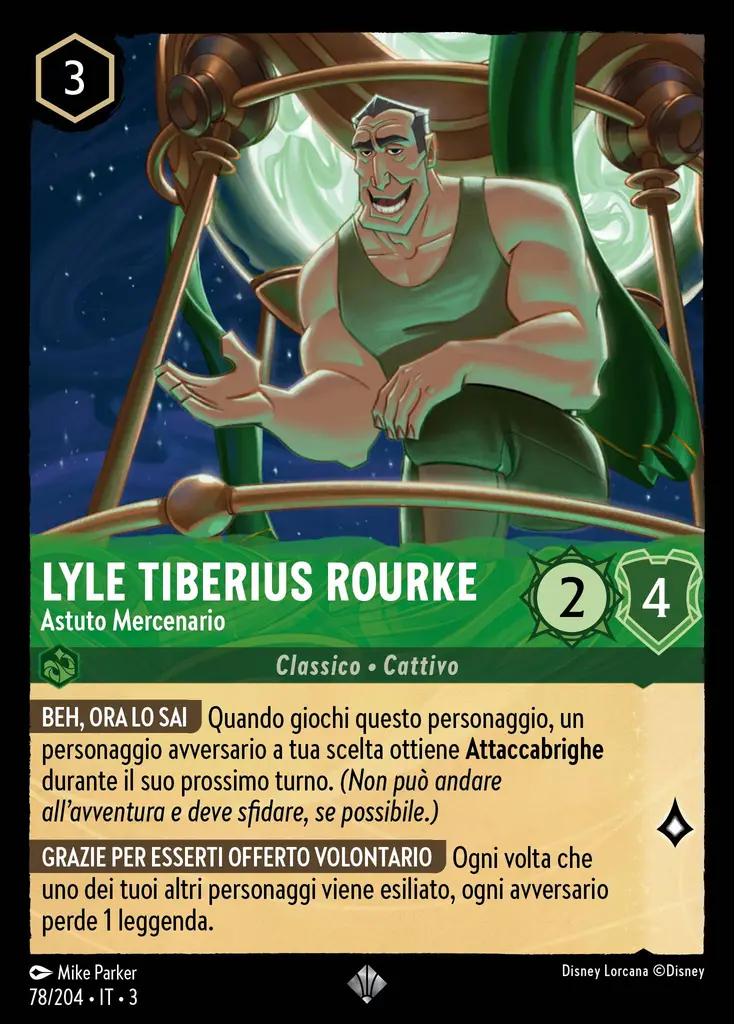 3
LYLE TIBERIUS ROURKE
Astuto Mercenario
2
4
Classico • Cattivo
BEH, ORA LO SAI Quando giochi questo personaggio, un
personaggio avversario a tua scelta ottiene Attaccabrighe
durante il suo prossimo turno. (Non può andare
all'avventura e deve sfidare, se possibile.)
GRAZIE PER ESSERTI OFFERTO VOLONTARIO Ogni volta che
uno dei tuoi altri personaggi viene esiliato, ogni avversario
perde 1 leggenda.
Mike Parker
Disney Lorcana ©Disney
78/204 • IT • 3